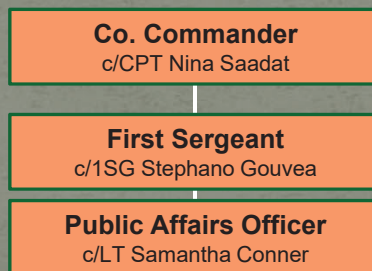 Co. Commander
c/CPT Nina Saadat
First Sergeant
c/1SG Stephano Gouvea
Public Affairs Officer
c/LT Samantha Conner